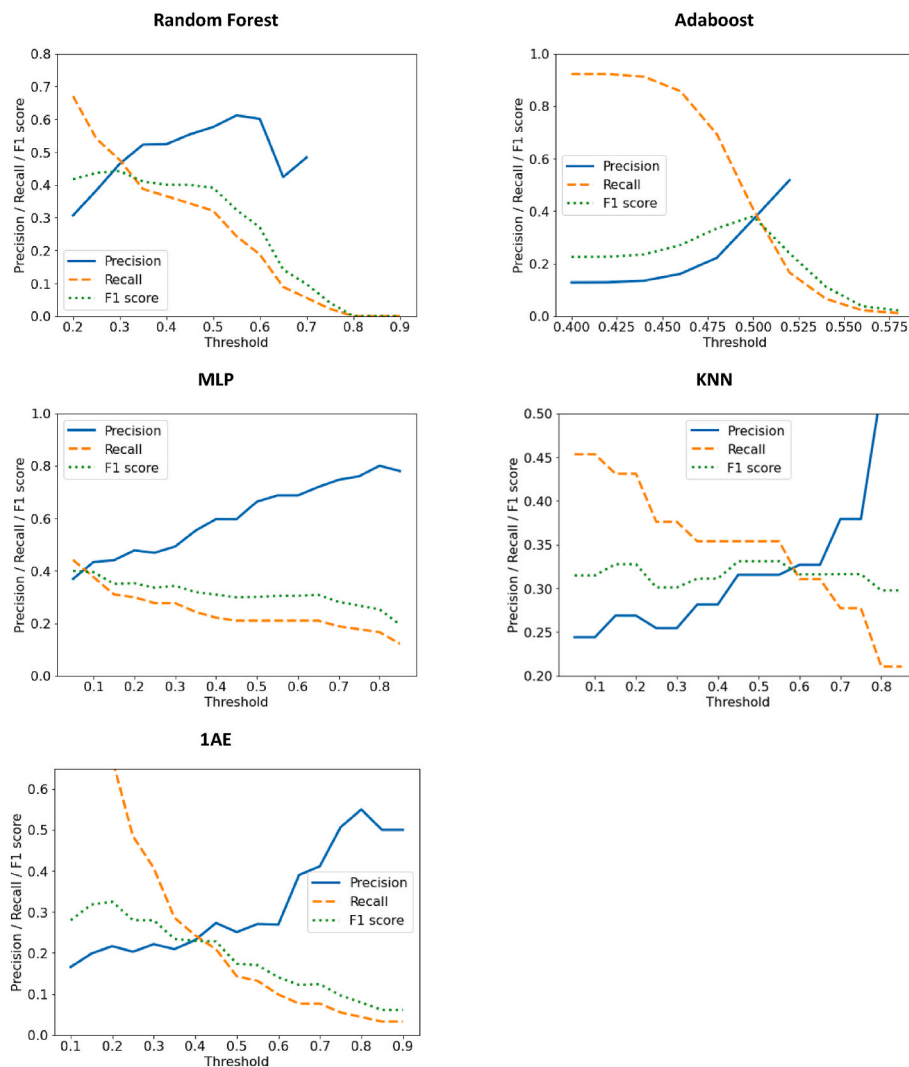 Random Forest
Precision / Recall / F1 score
0.8
0.7
0.6
0.5
0.4
0.3
0.2
0.1
0.0
Precision
Recall
F1 score
0.2 0.3 0.4 0.5 0.6 0.7 0.8 0.9
Threshold
Adaboost
Precision / Recall / F1 score
1.0
0.8
0.6
0.4
0.2
0.0
Precision
Recall
F1 score
0.400 0.425 0.450 0.475 0.500 0.525 0.550 0.575
Threshold
MLP
Precision / Recall / F1 score
1.0
0.8
0.6
0.4
0.2
0.0
Precision
Recall
F1 score
0.1 0.2 0.3 0.4 0.5 0.6 0.7 0.8
Threshold
KNN
Precision / Recall / F1 score
0.50
0.45
0.40
0.35
0.30
0.25
0.20
Precision
Recall
F1 score
0.1 0.2 0.3 0.4 0.5 0.6 0.7 0.8
Threshold
1AE
Precision / Recall / F1 score
0.6
0.5
0.4
0.3
0.2
0.1
0.0
Precision
Recall
F1 score
0.1 0.2 0.3 0.4 0.5 0.6 0.7 0.8 0.9
Threshold